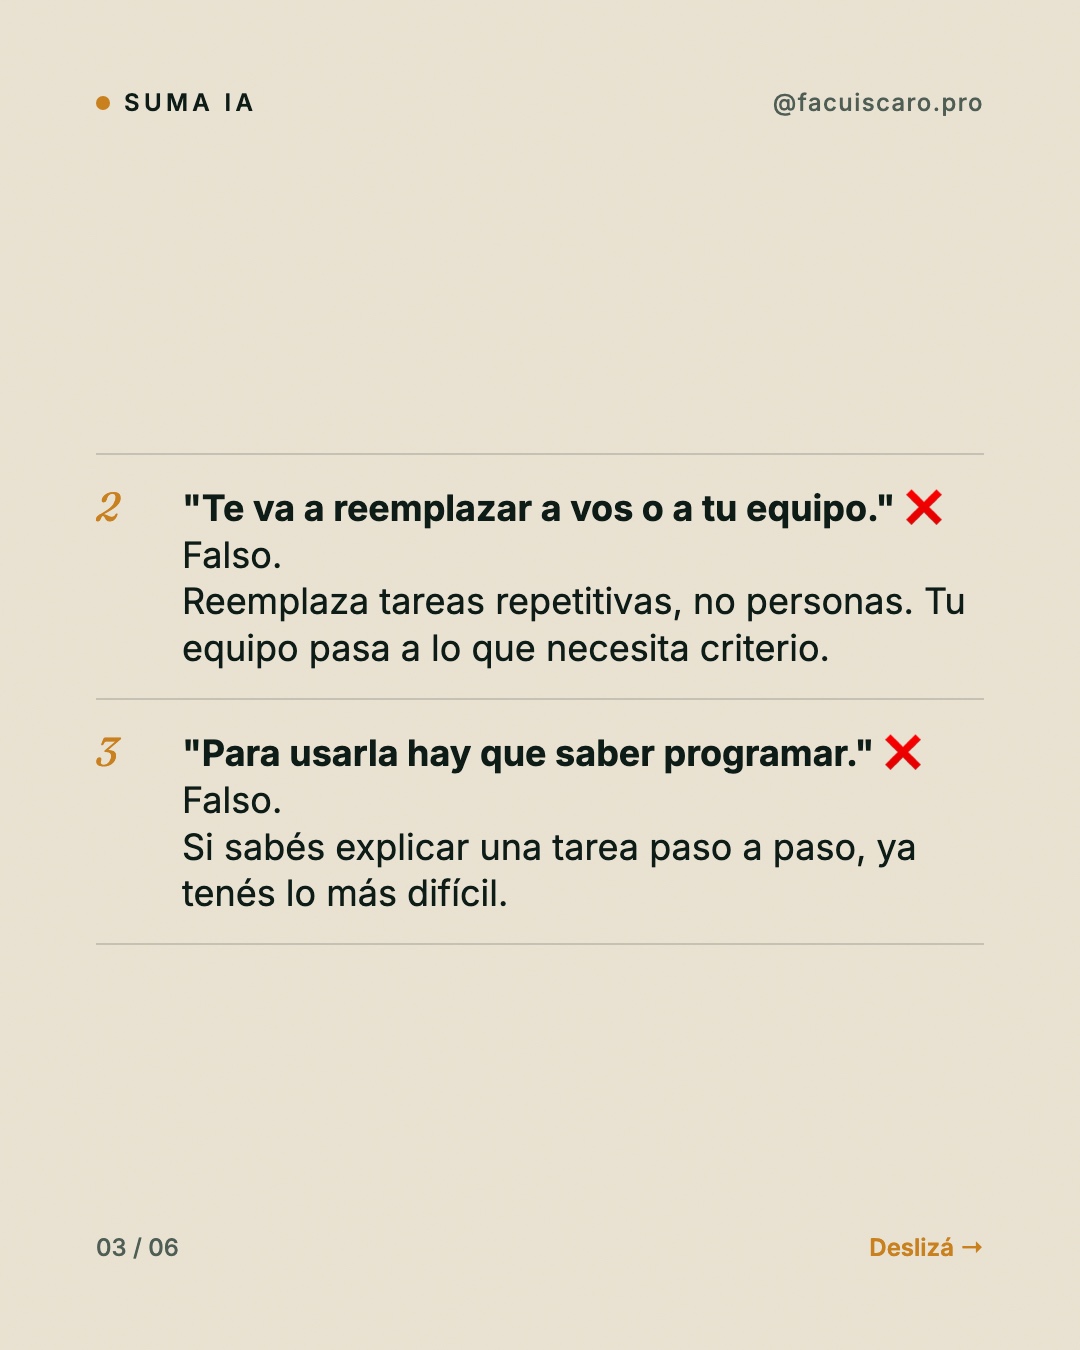 SUMA IA
@facuiscaro.pro
2
"Te va a reemplazar a vos o a tu equipo." ❌
Falso.
Reemplaza tareas repetitivas, no personas. Tu
equipo pasa a lo que necesita criterio.
3
"Para usarla hay que saber programar." ❌
Falso.
Si sabés explicar una tarea paso a paso, ya
tenés lo más difícil.
03 / 06
Deslizá →